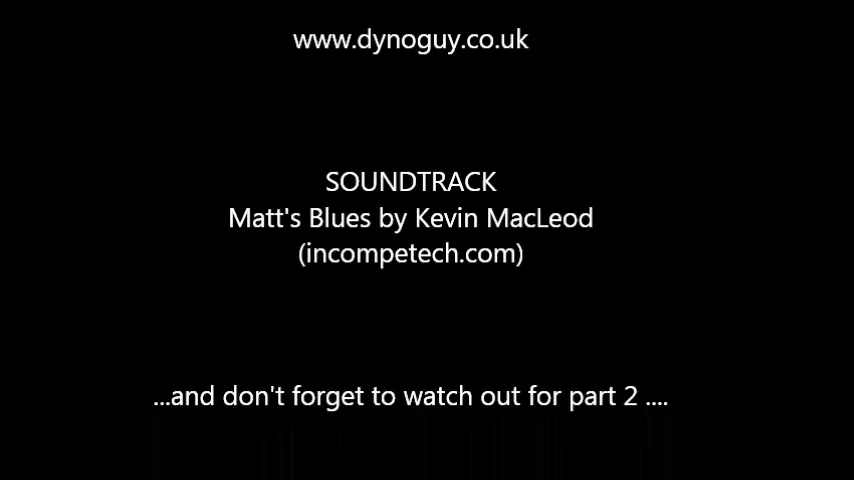 www.dynoguy.co.uk
SOUNDTRACK
Matt's Blues by Kevin MacLeod
(incompetech.com)
...and don't forget to watch out for part 2 ....